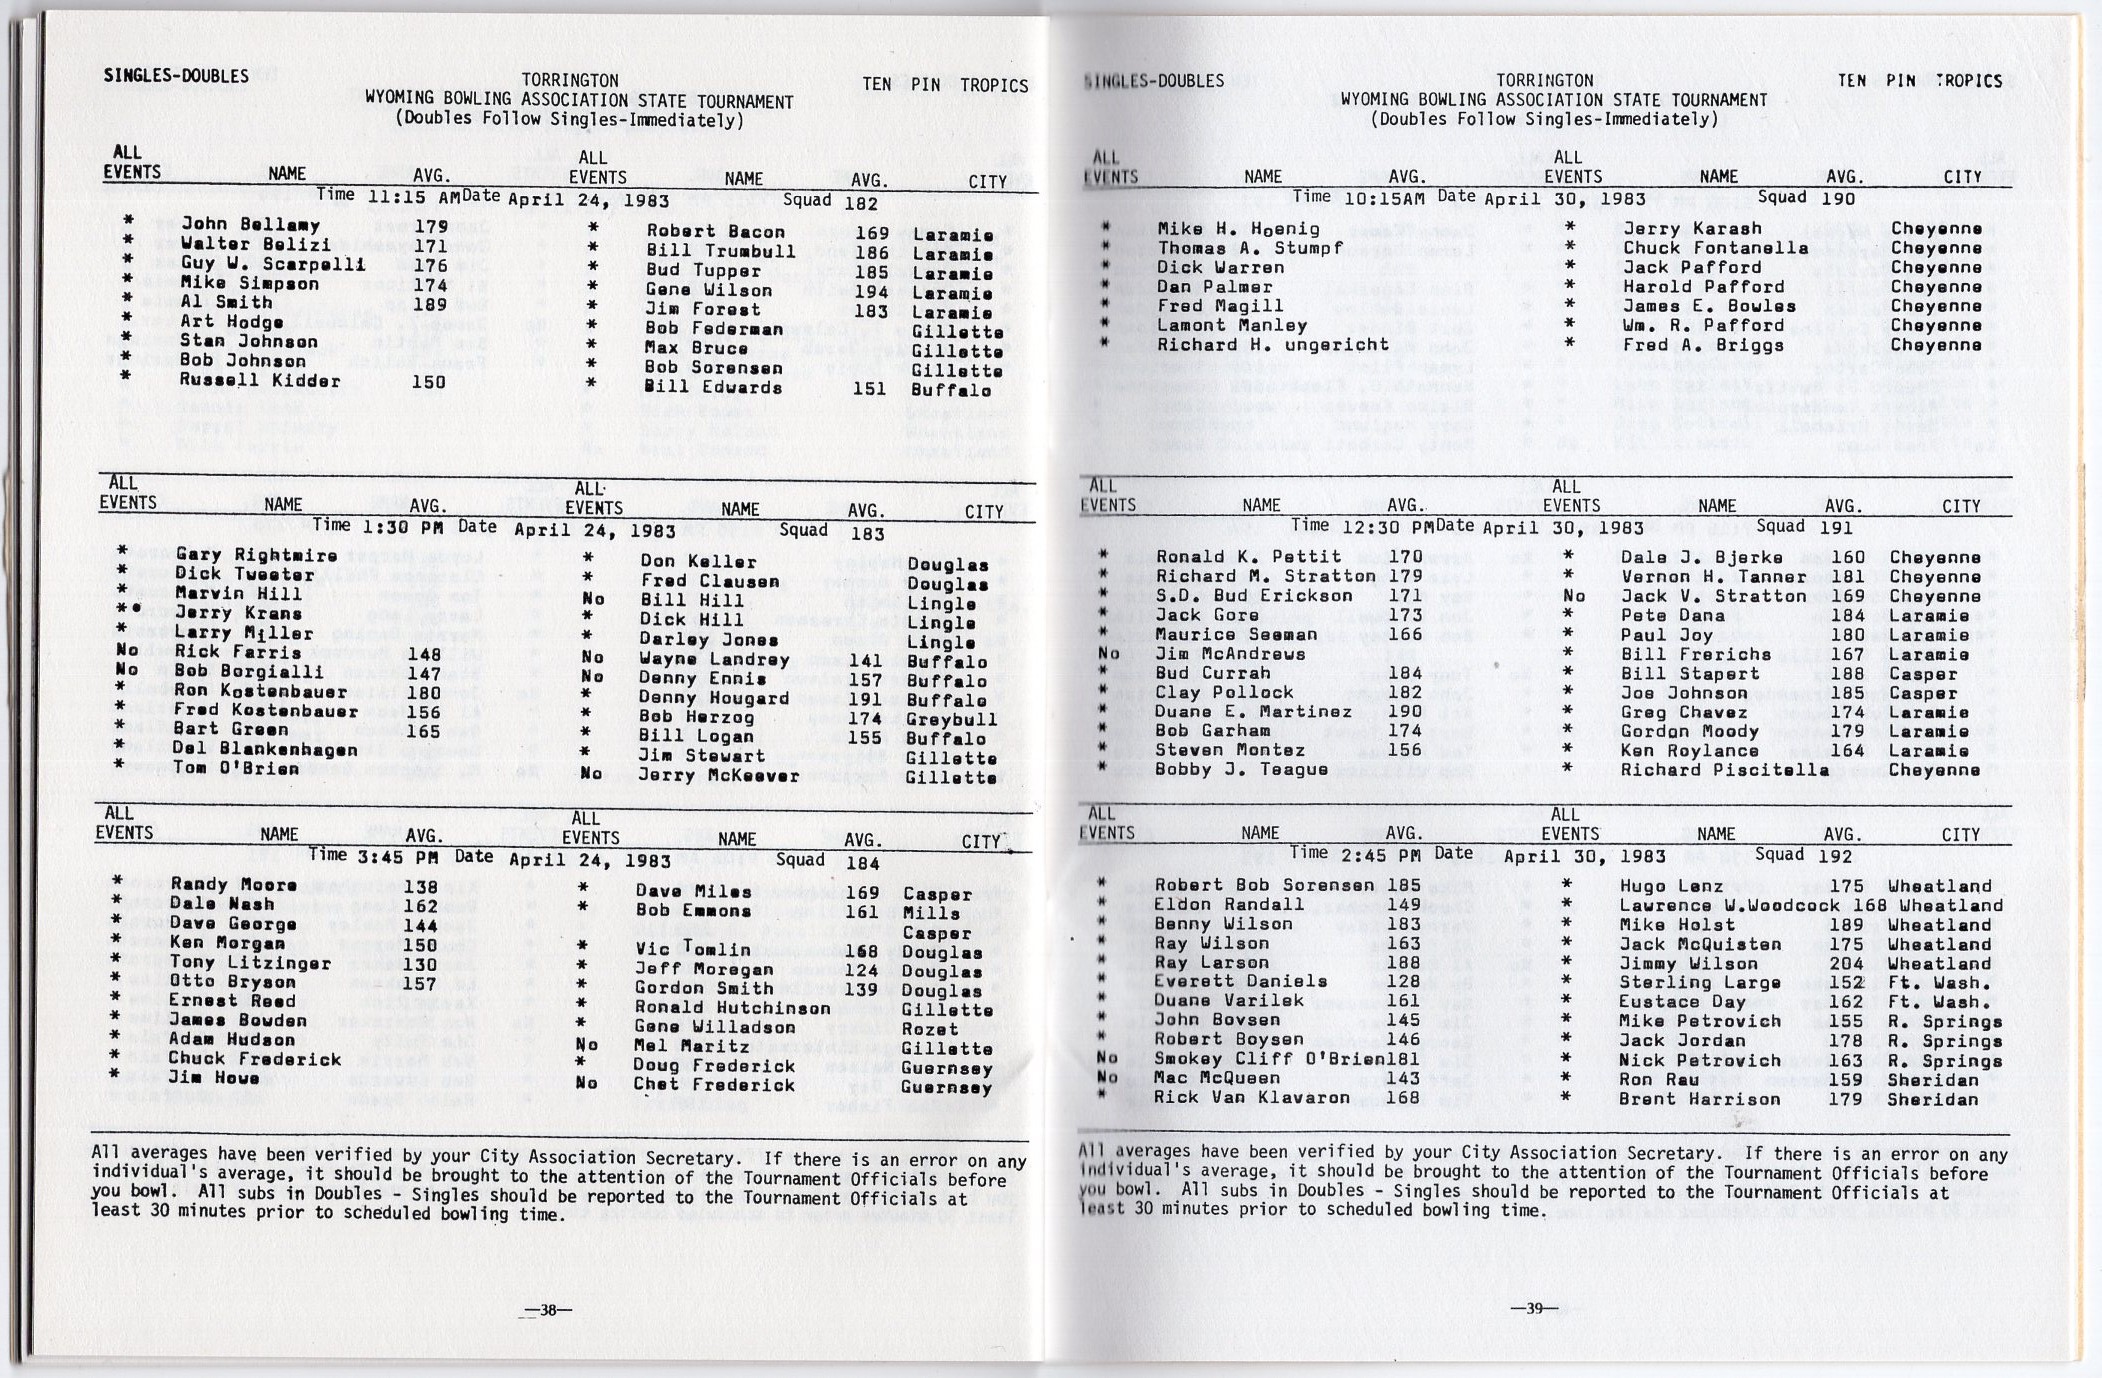 SINGLES-DOUBLES TORRINGTON TEN PIN TROPICS
WYOMING BOWLING ASSOCIATION STATE TOURNAMENT
(Doubles Follow Singles-Immediately)
ALL ALL
EVENTS NAME AVG. EVENTS NAME AVG. CITY
Time 11:15 AM Date April 24, 1983 Squad 182
* John Bellamy 179 * Robert Bacon 169 Laramie
* Walter Belizi 171 * Bill Trumbull 186 Laramie
* Guy W. Scarpelli 176 * Bud Tupper 185 Laramie
* Mike Simpson 174 * Gene Wilson 194 Laramie
* Al Smith 189 * Jim Forest 183 Laramie
* Art Hodge * Bob Federman Gillette
* Stan Johnson * Max Bruce Gillette
* Bob Johnson * Bob Sorensen Gillette
* Russell Kidder 150 * Bill Edwards 151 Buffalo
ALL ALL
EVENTS NAME AVG. EVENTS NAME AVG. CITY
Time 1:30 PM Date April 24, 1983 Squad 183
* Gary Rightmire * Don Keller Douglas
* Dick Tweeter * Fred Clausen Douglas
* Marvin Hill No Bill Hill Lingle
* * Jerry Krans * Dick Hill Lingle
* Larry Miller * Darley Jones Lingle
No Rick Farris 148 No Wayne Landrey 141 Buffalo
No Bob Borgialli 147 No Denny Ennis 157 Buffalo
* Ron Kostenbauer 180 * Denny Hougard 191 Buffalo
* Fred Kostenbauer 156 * Bob Herzog 174 Greybull
* Bart Green 165 * Bill Logan 155 Buffalo
* Del Blankenhagen * Jim Stewart Gillette
* Tom O'Brien No Jerry McKeever Gillette
ALL ALL
EVENTS NAME AVG. EVENTS NAME AVG. CITY
Time 3:45 PM Date April 24, 1983 Squad 184
* Randy Moore 138 * Dave Miles 169 Casper
* Dale Nash 162 * Bob Emmons 161 Mills
* Dave George 144 Casper
* Ken Morgan 150 * Vic Tomlin 168 Douglas
* Tony Litzinger 130 * Jeff Moregan 124 Douglas
* Otto Bryson 157 * Gordon Smith 139 Douglas
* Ernest Reed * Ronald Hutchinson Gillette
* James Bowden * Gene Willadson Rozet
* Adam Hudson No Mel Maritz Gillette
* Chuck Frederick * Doug Frederick Guernsey
* Jim Howe No Chet Frederick Guernsey
All averages have been verified by your City Association Secretary. If there is an error on any
individual's average, it should be brought to the attention of the Tournament Officials before
you bowl. All subs in Doubles - Singles should be reported to the Tournament Officials at
least 30 minutes prior to scheduled bowling time.
—38—
SINGLES-DOUBLES TORRINGTON TEN PIN TROPICS
WYOMING BOWLING ASSOCIATION STATE TOURNAMENT
(Doubles Follow Singles-Immediately)
ALL ALL
EVENTS NAME AVG. EVENTS NAME AVG. CITY
Time 10:15AM Date April 30, 1983 Squad 190
* Mike H. Hoenig * Jerry Karash Cheyenne
* Thomas A. Stumpf * Chuck Fontanella Cheyenne
* Dick Warren * Jack Pafford Cheyenne
* Dan Palmer * Harold Pafford Cheyenne
* Fred Magill * James E. Bowles Cheyenne
* Lamont Manley * Wm. R. Pafford Cheyenne
* Richard H. ungericht * Fred A. Briggs Cheyenne
ALL ALL
EVENTS NAME AVG. EVENTS NAME AVG. CITY
Time 12:30 PM Date April 30, 1983 Squad 191
* Ronald K. Pettit 170 * Dale J. Bjerke 160 Cheyenne
* Richard M. Stratton 179 * Vernon H. Tanner 181 Cheyenne
* S.D. Bud Erickson 171 No Jack V. Stratton 169 Cheyenne
* Jack Gore 173 * Pete Dana 184 Laramie
* Maurice Seeman 166 * Paul Joy 180 Laramie
No Jim McAndrews * Bill Frerichs 167 Laramie
* Bud Currah 184 * Bill Stapert 188 Casper
* Clay Pollock 182 * Joe Johnson 185 Casper
* Duane E. Martinez 190 * Greg Chavez 174 Laramie
* Bob Garham 174 * Gordon Moody 179 Laramie
* Steven Montez 156 * Ken Roylance 164 Laramie
* Bobby J. Teague * Richard Piscitella Cheyenne
ALL ALL
EVENTS NAME AVG. EVENTS NAME AVG. CITY
Time 2:45 PM Date April 30, 1983 Squad 192
* Robert Bob Sorensen 185 * Hugo Lenz 175 Wheatland
* Eldon Randall 149 * Lawrence W.Woodcock 168 Wheatland
* Benny Wilson 183 * Mike Holst 189 Wheatland
* Ray Wilson 163 * Jack McQuisten 175 Wheatland
* Ray Larson 188 * Jimmy Wilson 204 Wheatland
* Everett Daniels 128 * Sterling Large 152 Ft. Wash.
* Duane Varilek 161 * Eustace Day 162 Ft. Wash.
* John Bovsen 145 * Mike Petrovich 155 R. Springs
* Robert Boysen 146 * Jack Jordan 178 R. Springs
No Smokey Cliff O'Brien181 * Nick Petrovich 163 R. Springs
No Mac McQueen 143 * Ron Rau 159 Sheridan
* Rick Van Klavaron 168 * Brent Harrison 179 Sheridan
All averages have been verified by your City Association Secretary. If there is an error on any
individual's average, it should be brought to the attention of the Tournament Officials before
you bowl. All subs in Doubles - Singles should be reported to the Tournament Officials at
least 30 minutes prior to scheduled bowling time.
—39—